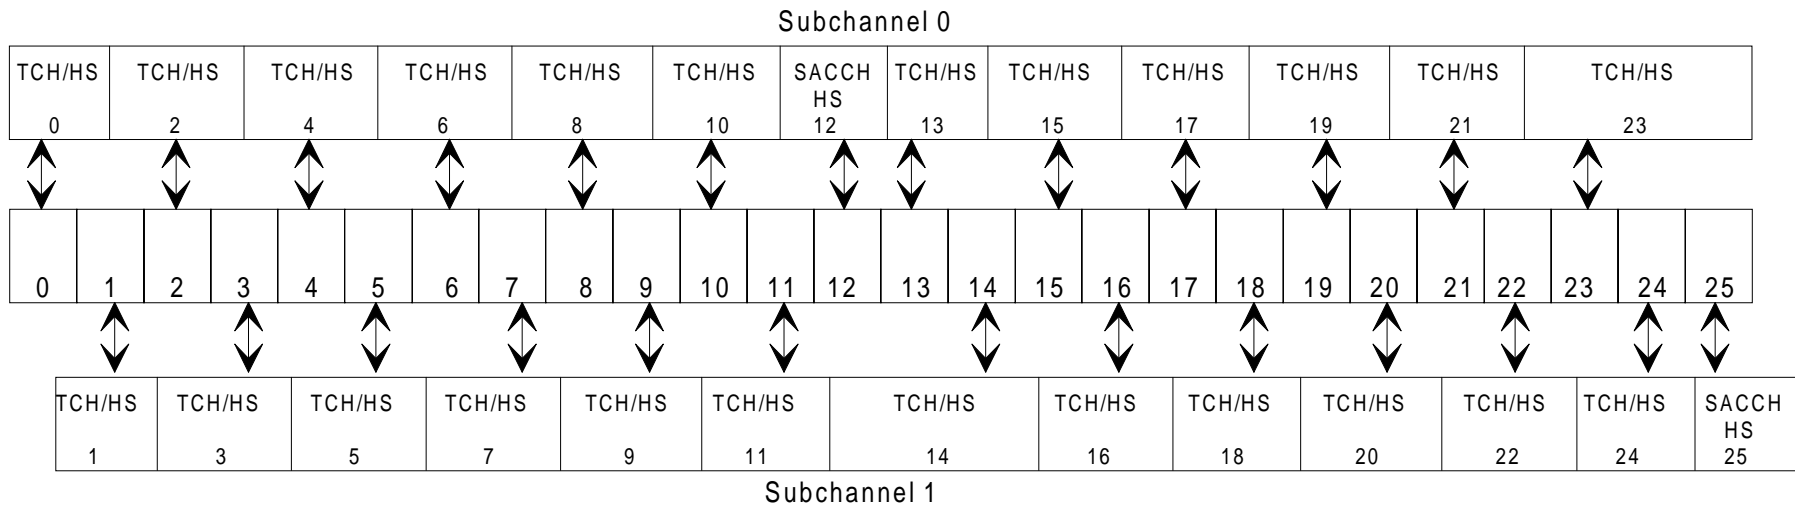 Subchannel 0
TCH/HS TCH/HS TCH/HS TCH/HS TCH/HS TCH/HS SACCH TCH/HS TCH/HS TCH/HS TCH/HS TCH/HS TCH/HS
HS
0 2 4 6 8 10 12 13 15 17 19 21 23
0 1 2 3 4 5 6 7 8 9 10 11 12 13 14 15 16 17 18 19 20 21 22 23 24 25
TCH/HS TCH/HS TCH/HS TCH/HS TCH/HS TCH/HS TCH/HS TCH/HS TCH/HS TCH/HS TCH/HS TCH/HS SACCH
HS
1 3 5 7 9 11 14 16 18 20 22 24 25
Subchannel 1